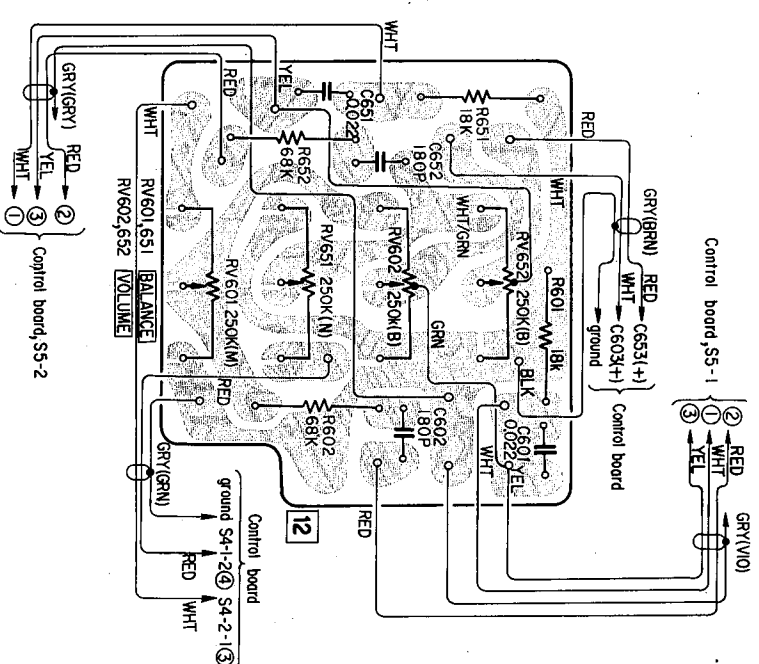 WHT
GRY(GRY)
RED
YEL
WHT
②
③
①
Control board, S5-2
RED
YEL
WHT
C651
0.022
R652
68K
C652
180P
R651
18K
RED
WHT
GRY(BRN)
RED
WHT
C653(+)
C603(+)
ground
Control board
Control board, S5-1
②
①
③
RED
WHT
YEL
GRY(VIO)
WHT/GRN
RV652
250K(B)
R601
18k
RV602
250K(B)
GRN
RV651
250K(N)
RV601 250K(M)
RV601,651 BALANCE
RV602,652 VOLUME
BLK
C601
0.022
YEL
WHT
C602
180P
R602
68K
RED
RED
12
GRY(GRN)
Control board
ground S4-1-2④ S4-2-1③
RED
WHT